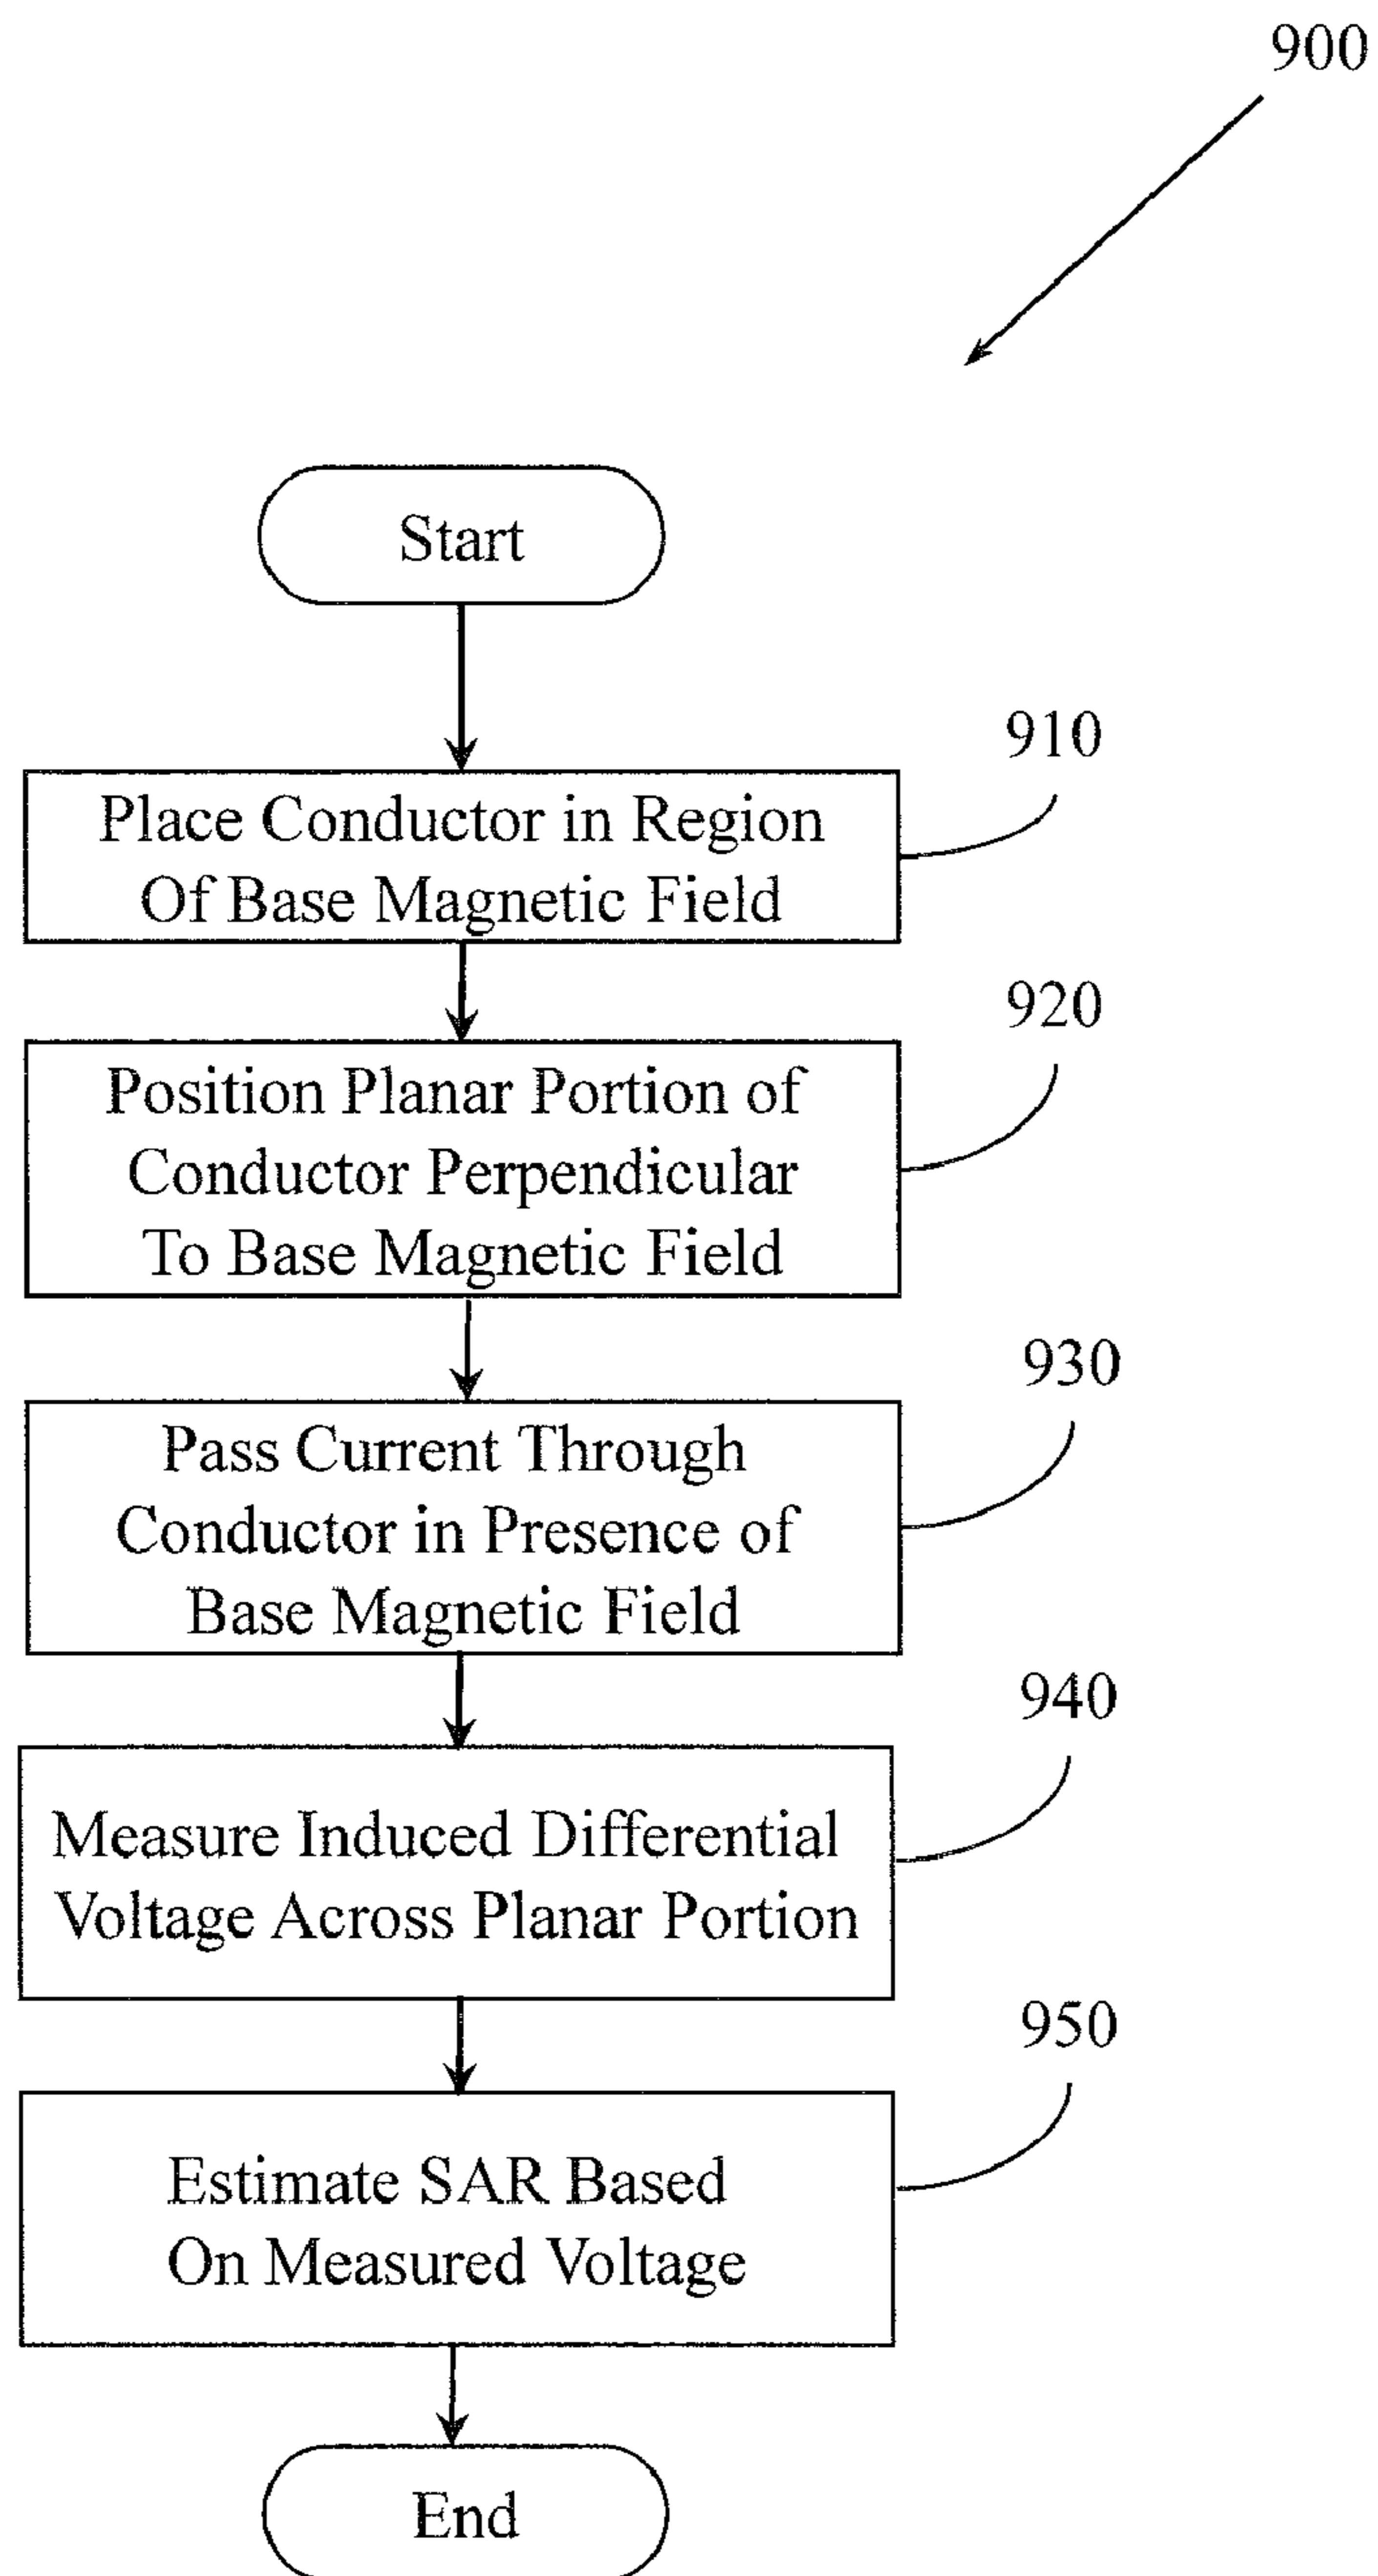 900
Start
910
Place Conductor in Region
Of Base Magnetic Field
920
Position Planar Portion of
Conductor Perpendicular
To Base Magnetic Field
930
Pass Current Through
Conductor in Presence of
Base Magnetic Field
940
Measure Induced Differential
Voltage Across Planar Portion
950
Estimate SAR Based
On Measured Voltage
End